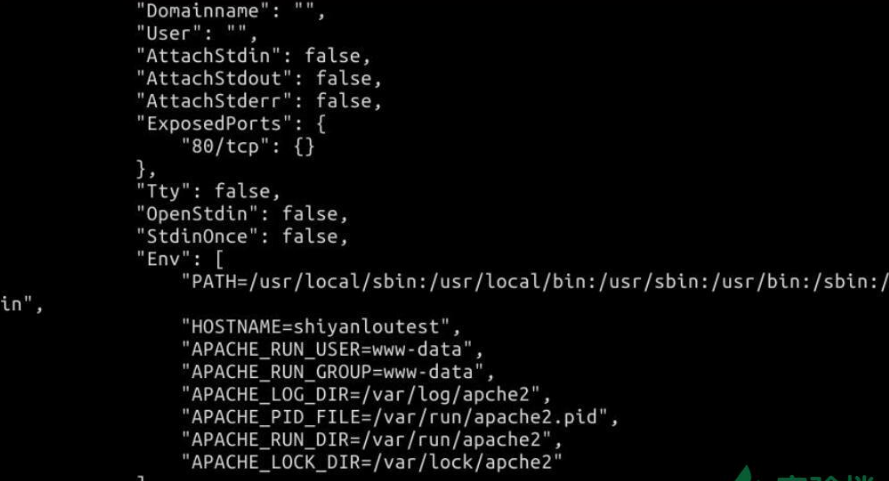 "Domainname": "",
"User": "",
"AttachStdin": false,
"AttachStdout": false,
"AttachStderr": false,
"ExposedPorts": {
"80/tcp": {}
},
"Tty": false,
"OpenStdin": false,
"StdinOnce": false,
"Env": [
"PATH=/usr/local/sbin:/usr/local/bin:/usr/sbin:/usr/bin:/sbin:/
in",
"HOSTNAME=shiyanloutest",
"APACHE_RUN_USER=www-data",
"APACHE_RUN_GROUP=www-data",
"APACHE_LOG_DIR=/var/log/apche2",
"APACHE_PID_FILE=/var/run/apache2.pid",
"APACHE_RUN_DIR=/var/run/apache2",
"APACHE_LOCK_DIR=/var/lock/apche2"